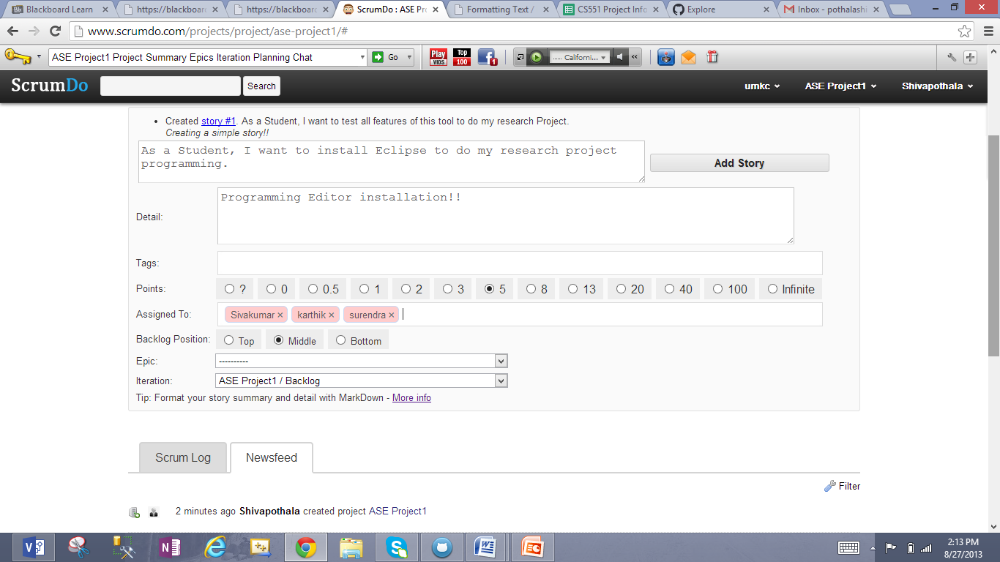 Blackboard Learn
https://blackboar
https://blackboar
ScrumDo : ASE Pr
Formatting Text /
CS551 Project Info
Explore
Inbox - pothalashi
www.scrumdo.com/projects/project/ase-project1/#
ASE Project1 Project Summary Epics Iteration Planning Chat
Go
Play VIDS
Top 100
1
..... Californi...
ScrumDo
Search
umkc
ASE Project1
Shivapothala
• Created story #1. As a Student, I want to test all features of this tool to do my research Project.
Creating a simple story!!
As a Student, I want to install Eclipse to do my research project
programming.
Add Story
Detail:
Programming Editor installation!!
Tags:
Points:
? 0 0.5 1 2 3 5 8 13 20 40 100 Infinite
Assigned To:
Sivakumar × karthik × surendra ×
Backlog Position:
Top Middle Bottom
Epic:
----------
Iteration:
ASE Project1 / Backlog
Tip: Format your story summary and detail with MarkDown - More info
Scrum Log
Newsfeed
Filter
2 minutes ago Shivapothala created project ASE Project1
2:13 PM
8/27/2013